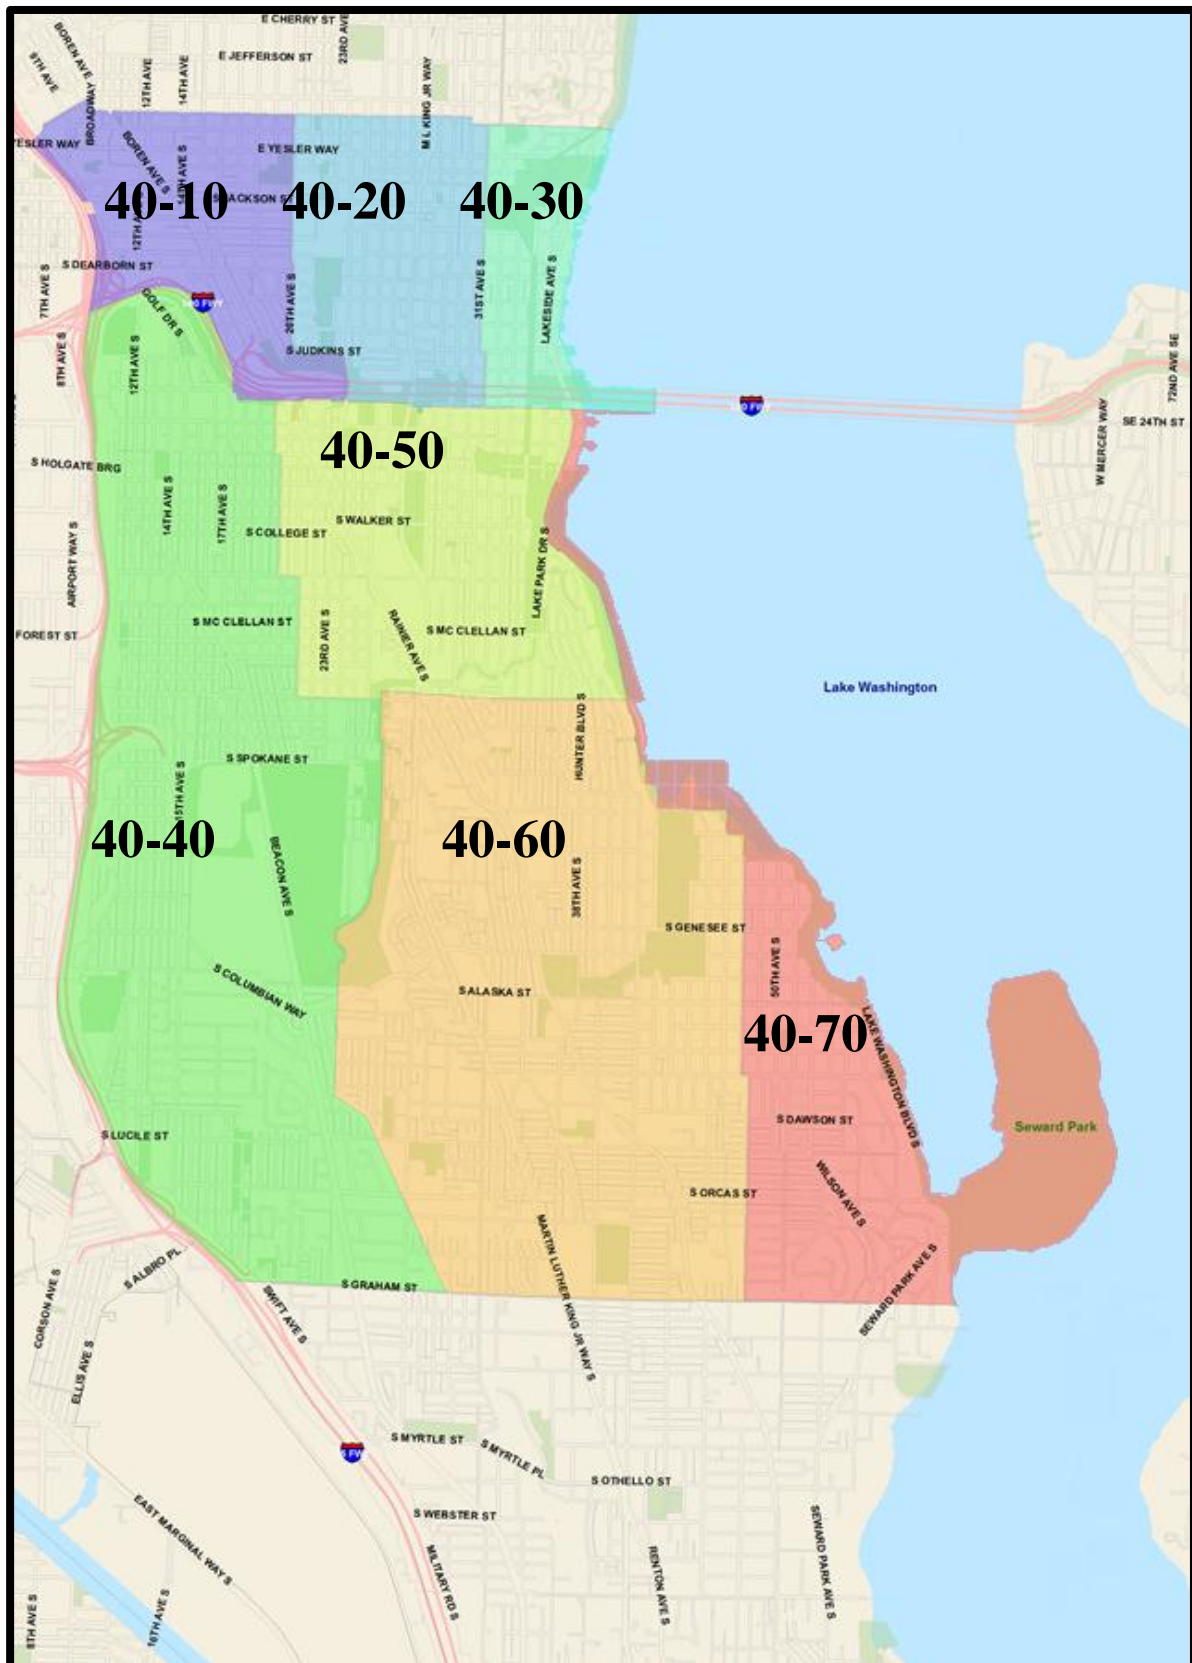 E CHERRY ST
BOREN AVE
23RD AVE
9TH AVE
E JEFFERSON ST
12TH AVE
14TH AVE
M L KING JR WAY
BROADWAY
YESLER WAY
BOREN AVE S
14TH AVE S
E YESLER WAY
40-10
40-20
40-30
S JACKSON ST
12TH AVE S
S DEARBORN ST
7TH AVE S
GOLF DR S
20TH AVE S
31ST AVE S
LAKESIDE AVE S
8TH AVE S
12TH AVE S
S JUDKINS ST
72ND AVE SE
SE 24TH ST
W MERCER WAY
40-50
S HOLGATE BRG
14TH AVE S
17TH AVE S
S WALKER ST
S COLLEGE ST
AIRPORT WAY S
LAKE PARK DR S
S MC CLELLAN ST
FOREST ST
23RD AVE S
RAINIER AVE S
S MC CLELLAN ST
Lake Washington
HUNTER BLVD S
S SPOKANE ST
15TH AVE S
40-40
40-60
BEACON AVE S
38TH AVE S
S GENESEE ST
50TH AVE S
S COLUMBIAN WAY
S ALASKA ST
40-70
LAKE WASHINGTON BLVD S
S DAWSON ST
Seward Park
S LUCILE ST
WILSON AVE S
S ORCAS ST
MARTIN LUTHER KING JR WAY S
S ALBRO PL
S GRAHAM ST
SEWARD PARK AVE S
CORSON AVE S
SWIFT AVE S
ELLIS AVE S
S MYRTLE ST
S MYRTLE PL
S OTHELLO ST
S WEBSTER ST
EAST MARGINAL WAY S
MILITARY RD S
RENTON AVE S
SEWARD PARK AVE S
8TH AVE S
16TH AVE S